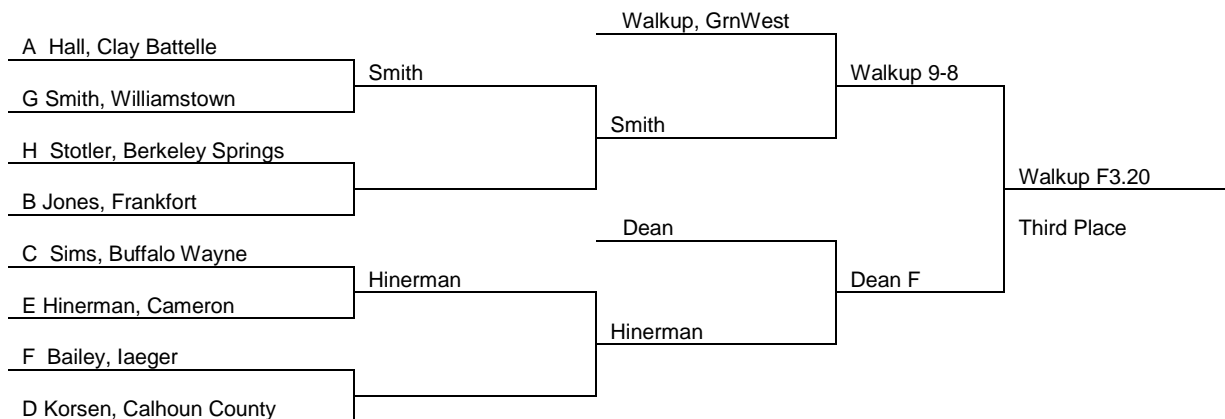 Walkup, GrnWest
A  Hall, Clay Battelle
Smith
Walkup 9-8
G Smith, Williamstown
Smith
H  Stotler, Berkeley Springs
Walkup F3.20
B Jones, Frankfort
Dean
Third Place
C  Sims, Buffalo Wayne
Hinerman
Dean F
E Hinerman, Cameron
Hinerman
F  Bailey, Iaeger
D Korsen, Calhoun County